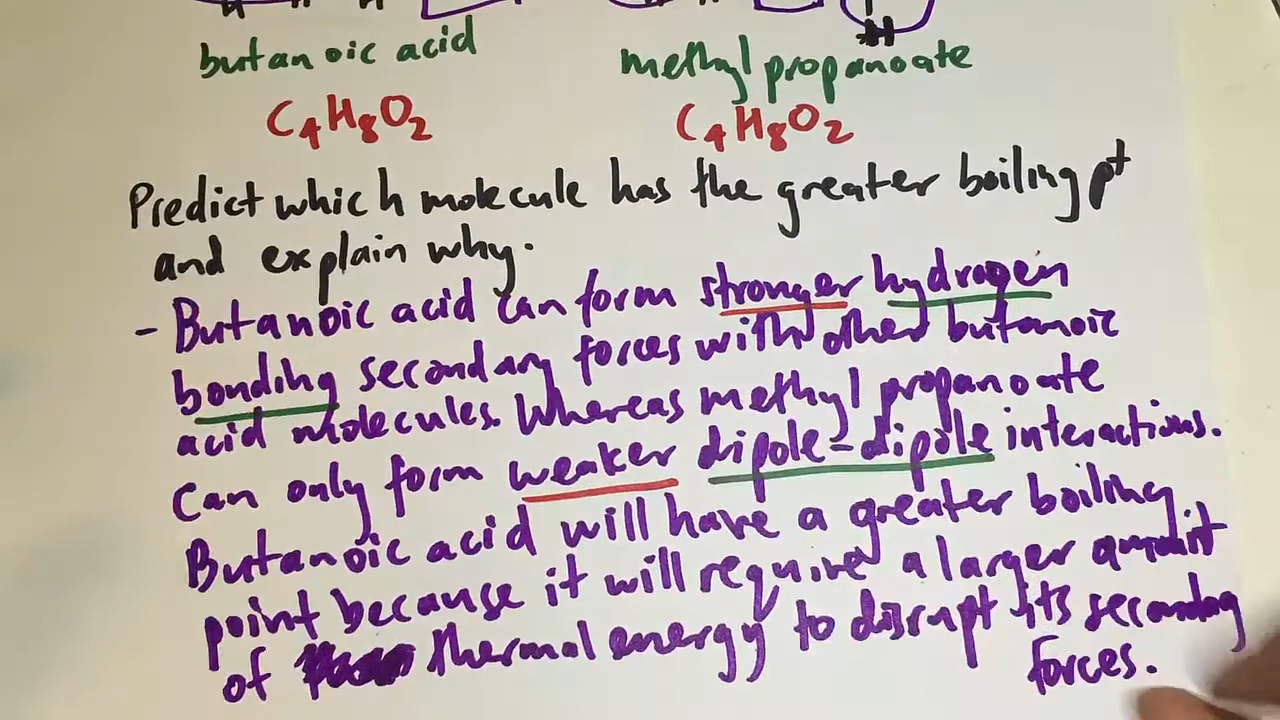 butanoic acid methyl propanoate
C4H8O2 C4H8O2
Predict which molecule has the greater boiling pt
and explain why.
- Butanoic acid can form stronger hydrogen
bonding secondary forces with other butanoic
acid molecules. Whereas methyl propanoate
can only form weaker dipole-dipole interactions.
Butanoic acid will have a greater boiling
point because it will require a larger amount
of thermal energy to disrupt its secondary
forces.